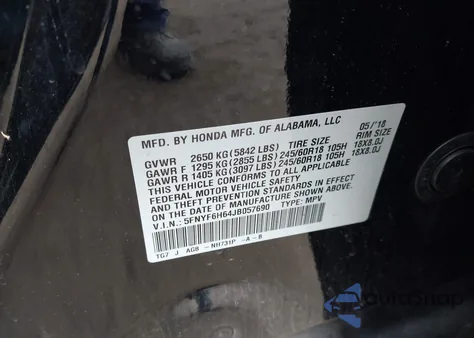 MFD. BY HONDA MFG. OF ALABAMA, LLC 05/'18
GVWR 2650 KG (5842 LBS) TIRE SIZE RIM SIZE
GAWR F 1295 KG (2855 LBS) 245/60R18 105H 18X8.0J
GAWR R 1405 KG (3097 LBS) 245/60R18 105H 18X8.0J
THIS VEHICLE CONFORMS TO ALL APPLICABLE
FEDERAL MOTOR VEHICLE SAFETY, BUMPER, AND
THEFT PREVENTION STANDARDS IN EFFECT
ON THE DATE OF MANUFACTURE SHOWN ABOVE.
V.I.N.: 5FNYF6H64JB057690 TYPE: MPV
TG7 J AGB - NH731P -A-B
AutoSnap